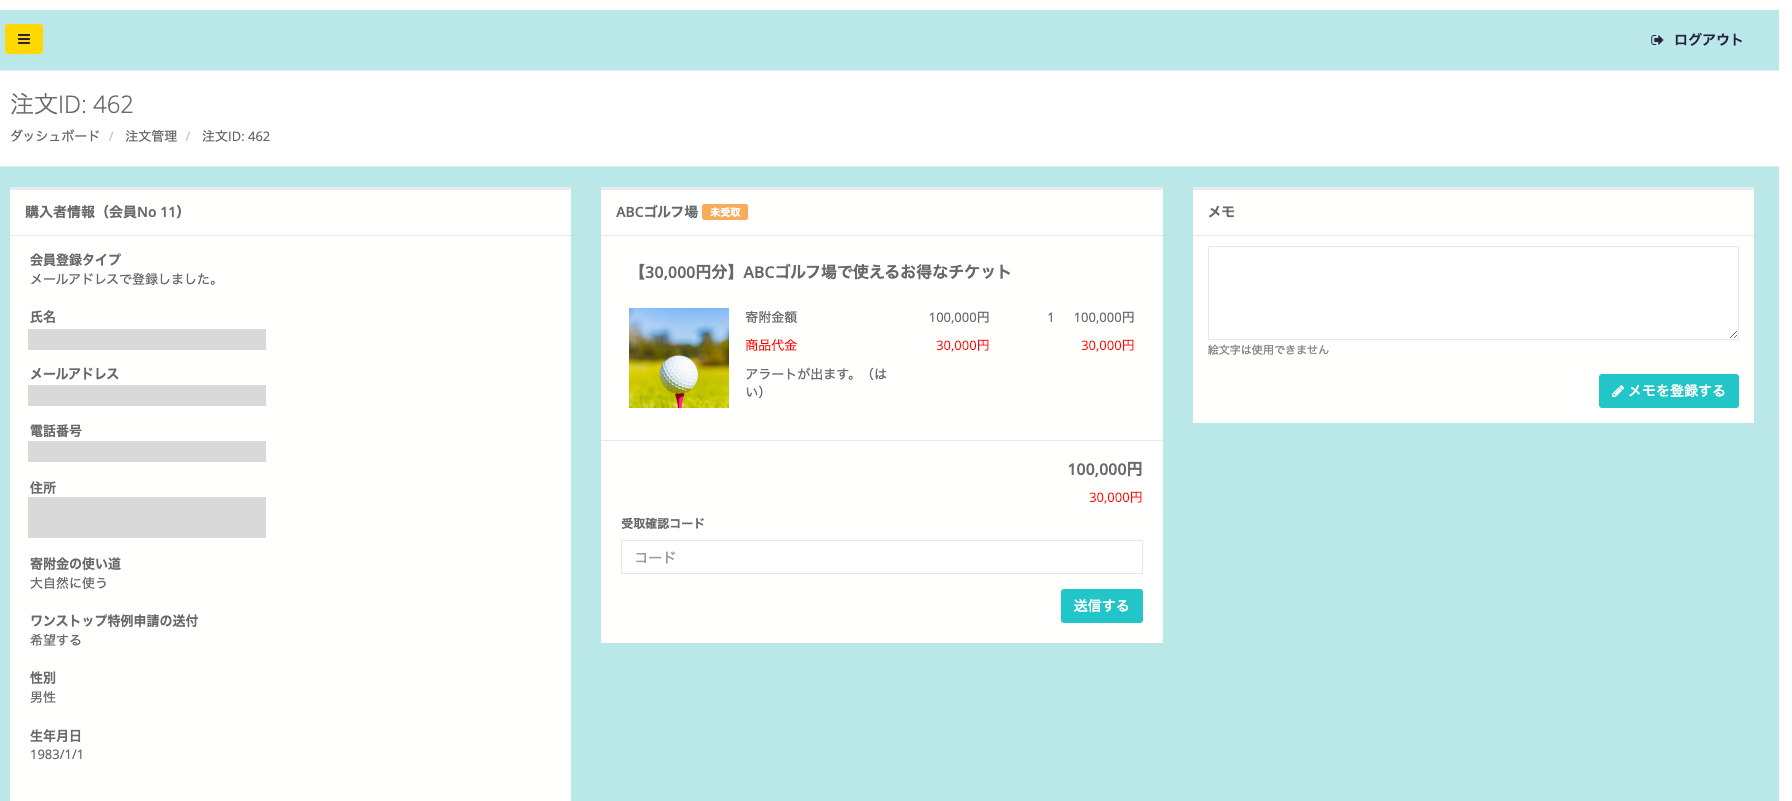 ログアウト
注文ID: 462
ダッシュボード / 注文管理 / 注文ID: 462
購入者情報（会員No 11）
会員登録タイプ
メールアドレスで登録しました。
氏名
メールアドレス
電話番号
住所
寄附金の使い道
大自然に使う
ワンストップ特例申請の送付
希望する
性別
男性
生年月日
1983/1/1
ABCゴルフ場 未受取
【30,000円分】ABCゴルフ場で使えるお得なチケット
寄附金額 100,000円 1 100,000円
商品代金 30,000円 30,000円
アラートが出ます。（は
い）
100,000円
30,000円
受取確認コード
コード
送信する
メモ
絵文字は使用できません
メモを登録する